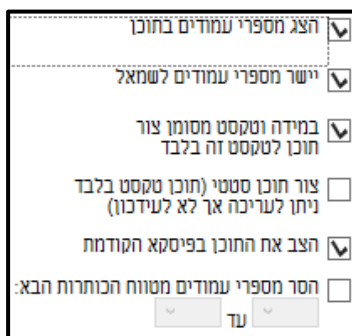 הצג מספרי עמודים בתוכן
יישר מספרי עמודים לשמאל
במידה וטקסט מסומן צור
תוכן לטקסט זה בלבד
צור תוכן סטטי (תוכן טקסט בלבד
ניתן לעריכה אך לא לעידכון)
הצב את התוכן בפיסקא הקודמת
הסר מספרי עמודים מטווח הכותרות הבא:
עד